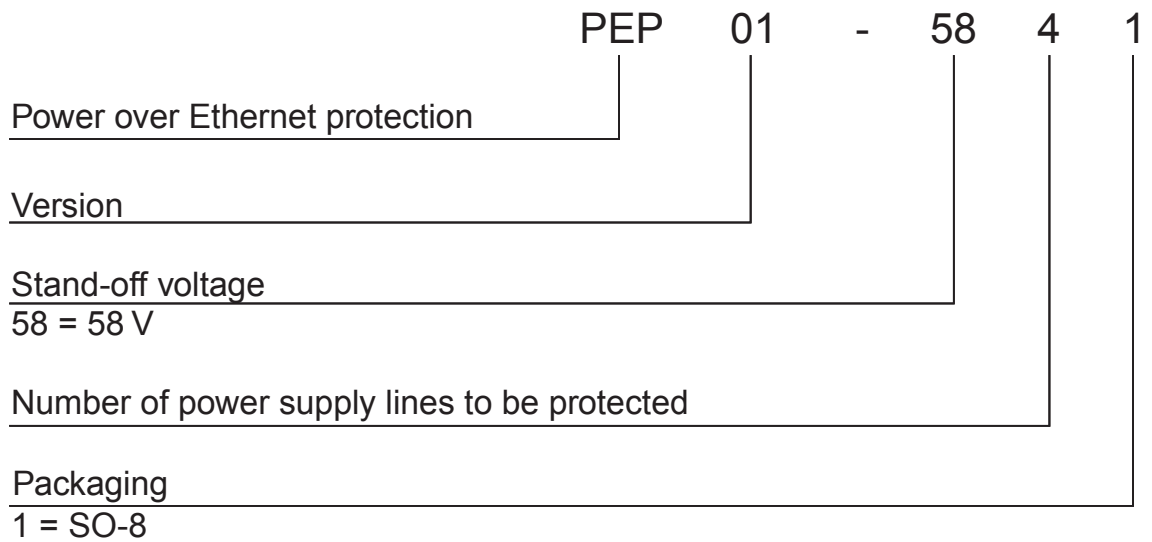 PEP 01 - 58 4 1
Power over Ethernet protection
Version
Stand-off voltage
58 = 58 V
Number of power supply lines to be protected
Packaging
1 = SO-8